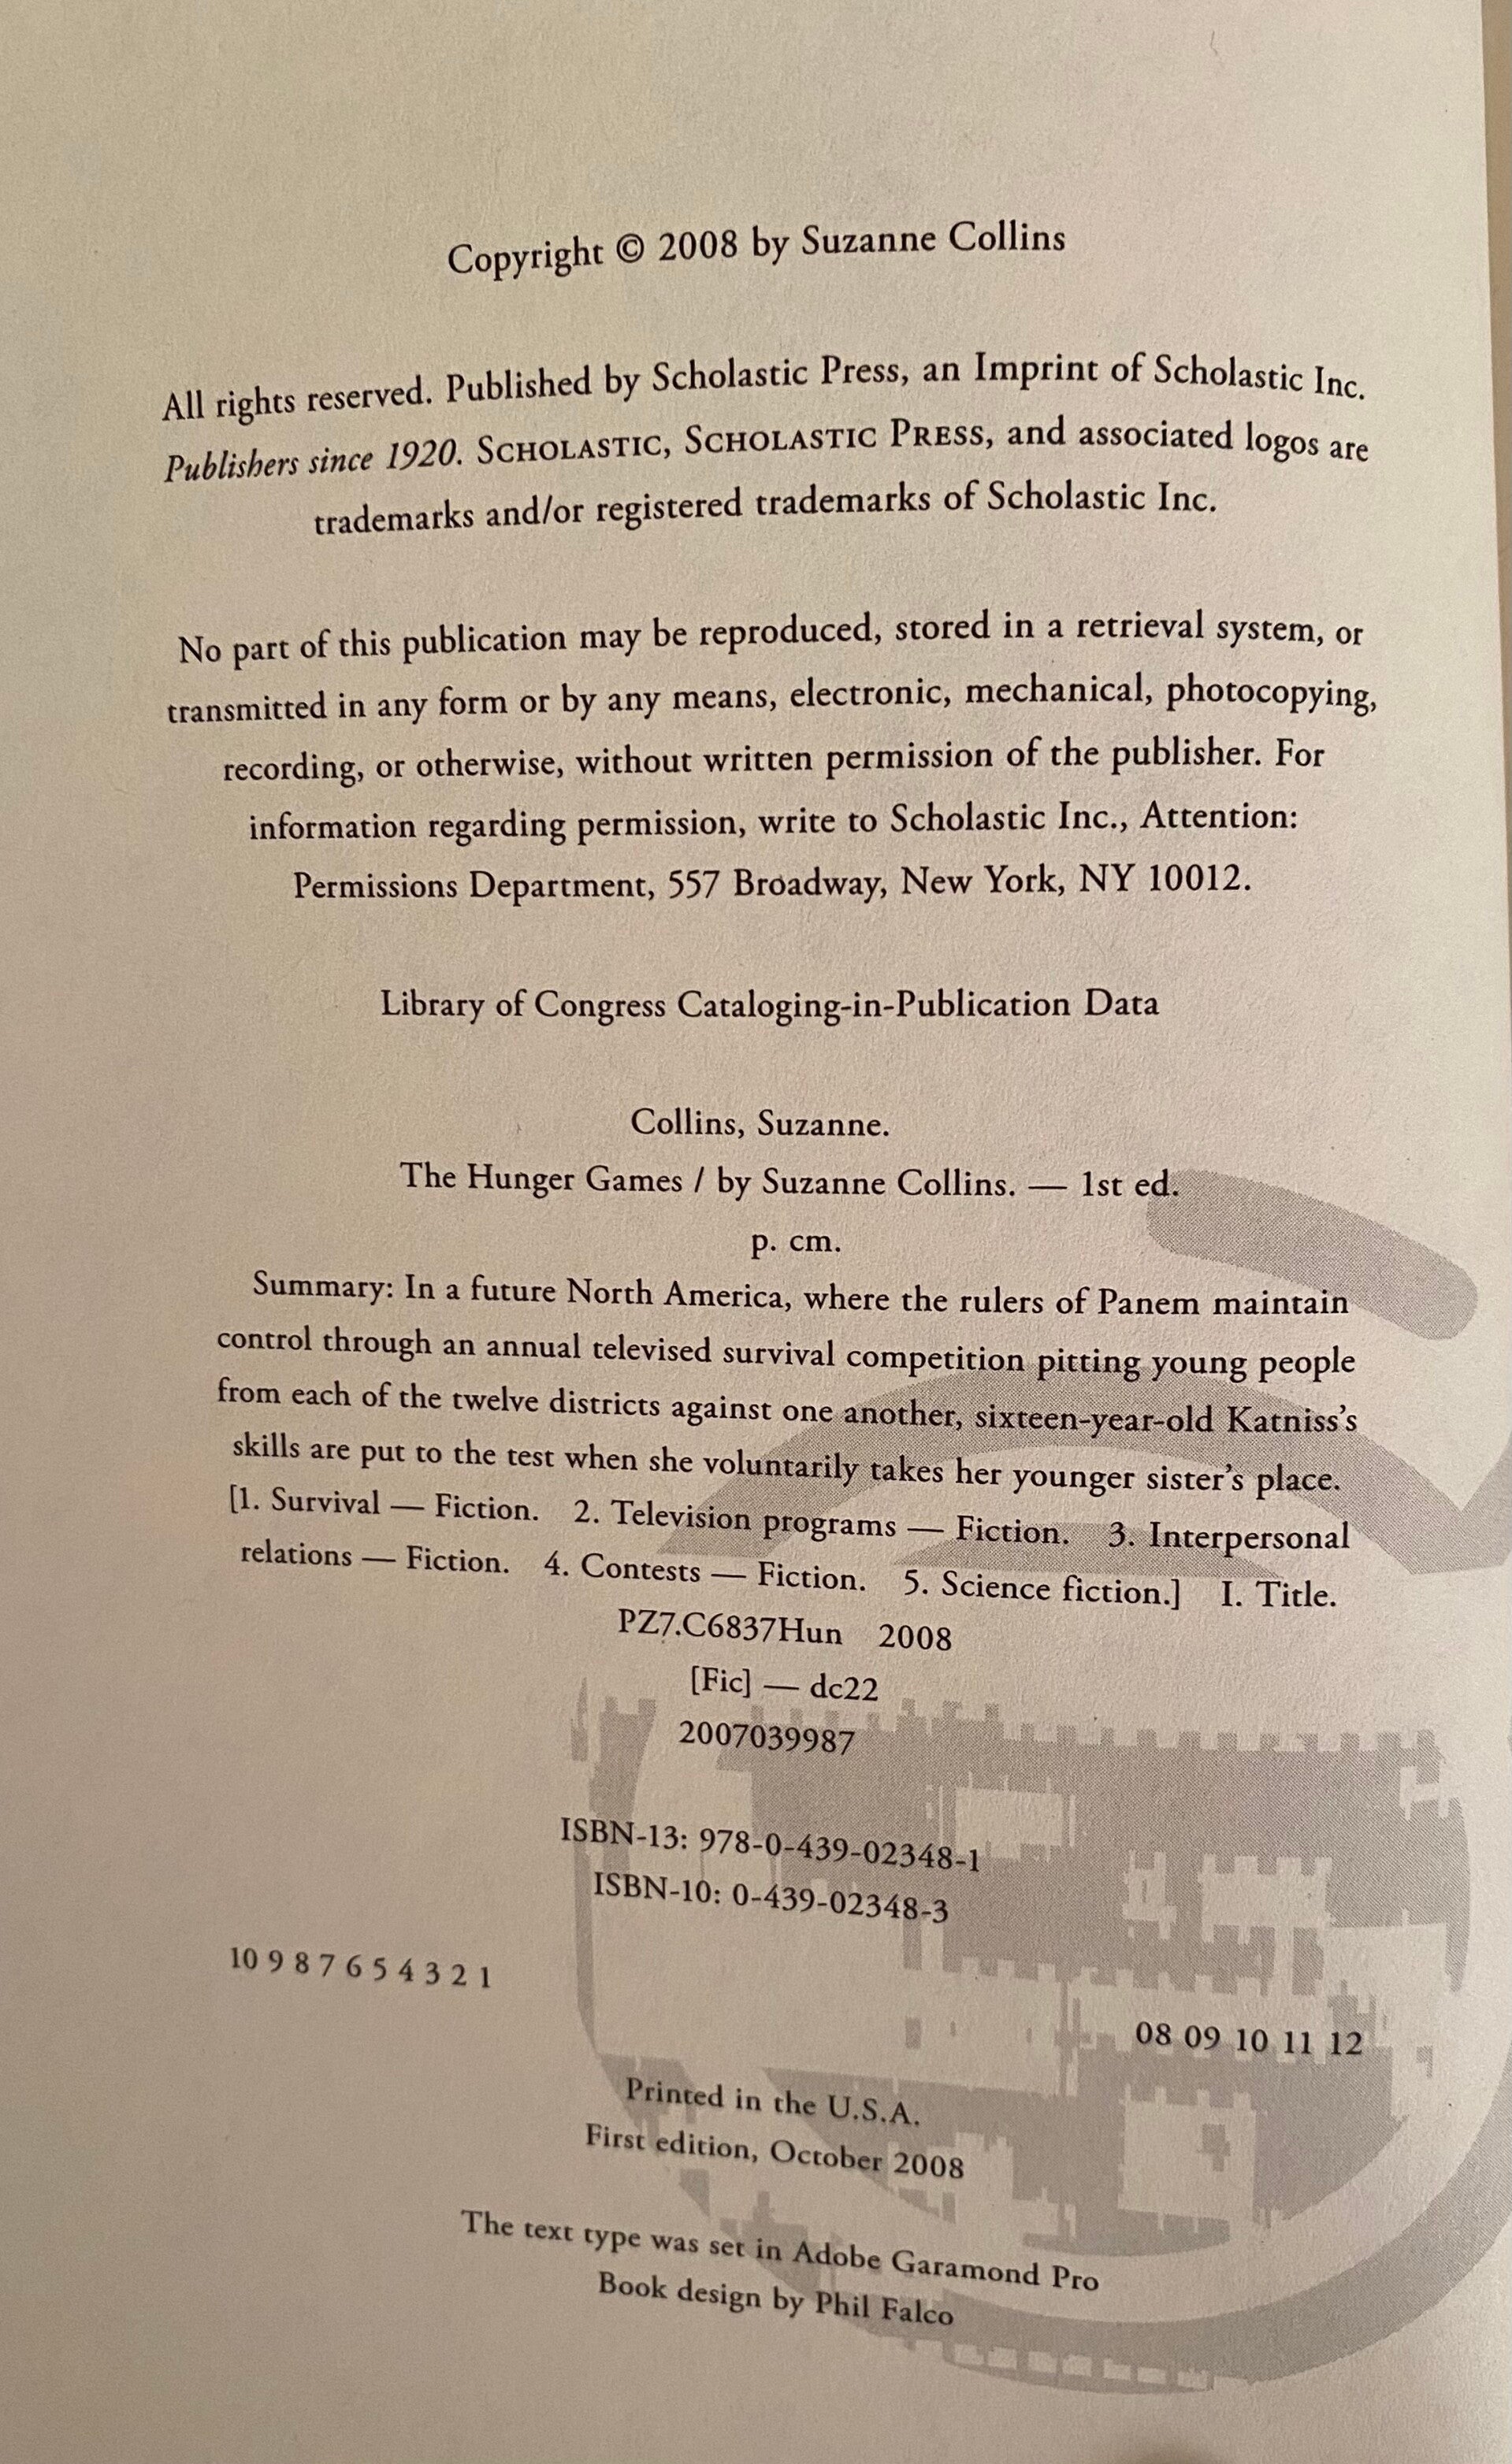 Copyright © 2008 by Suzanne Collins
All rights reserved. Published by Scholastic Press, an Imprint of Scholastic Inc.
Publishers since 1920. SCHOLASTIC, SCHOLASTIC PRESS, and associated logos are
trademarks and/or registered trademarks of Scholastic Inc.
No part of this publication may be reproduced, stored in a retrieval system, or
transmitted in any form or by any means, electronic, mechanical, photocopying,
recording, or otherwise, without written permission of the publisher. For
information regarding permission, write to Scholastic Inc., Attention:
Permissions Department, 557 Broadway, New York, NY 10012.
Library of Congress Cataloging-in-Publication Data
Collins, Suzanne.
The Hunger Games / by Suzanne Collins. — 1st ed.
p. cm.
Summary: In a future North America, where the rulers of Panem maintain
control through an annual televised survival competition pitting young people
from each of the twelve districts against one another, sixteen-year-old Katniss's
skills are put to the test when she voluntarily takes her younger sister's place.
[1. Survival — Fiction. 2. Television programs — Fiction. 3. Interpersonal
relations — Fiction. 4. Contests — Fiction. 5. Science fiction.] I. Title.
PZ7.C6837Hun 2008
[Fic] — dc22
2007039987
ISBN-13: 978-0-439-02348-1
ISBN-10: 0-439-02348-3
10 9 8 7 6 5 4 3 2 1
08 09 10 11 12
Printed in the U.S.A.
First edition, October 2008
The text type was set in Adobe Garamond Pro
Book design by Phil Falco